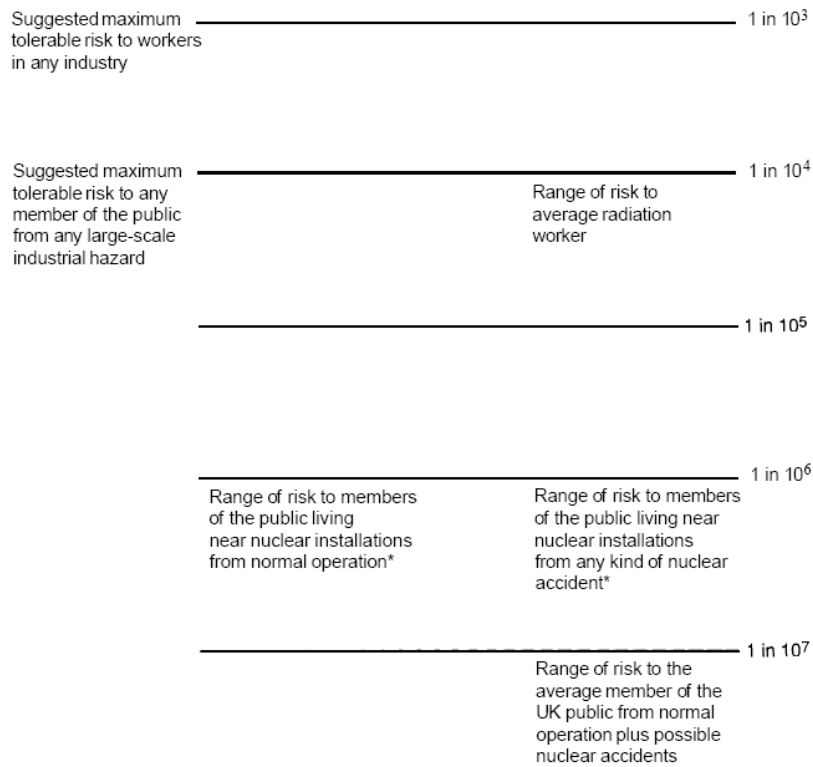 Suggested maximum
tolerable risk to workers
in any industry
1 in 10³
Suggested maximum
tolerable risk to any
member of the public
from any large-scale
industrial hazard
1 in 10⁴
Range of risk to
average radiation
worker
1 in 10⁵
1 in 10⁶
Range of risk to members
of the public living
near nuclear installations
from normal operation*
Range of risk to members
of the public living near
nuclear installations
from any kind of nuclear
accident*
1 in 10⁷
Range of risk to the
average member of the
UK public from normal
operation plus possible
nuclear accidents